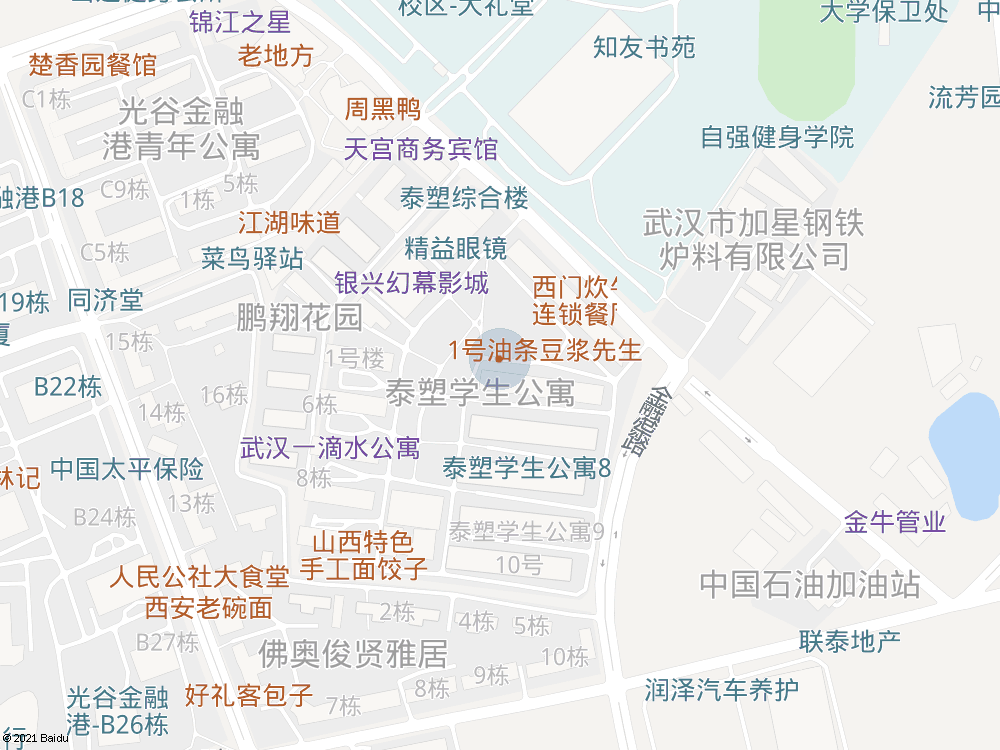 校区-大礼堂
大学保卫处
锦江之星
老地方
知友书苑
楚香园餐馆
C1栋
光谷金融
港青年公寓
周黑鸭
流芳园
自强健身学院
天宫商务宾馆
C9栋
5栋
1栋
融港B18
泰塑综合楼
江湖味道
武汉市加星钢铁
炉料有限公司
C5栋
菜鸟驿站
精益眼镜
银兴幻幕影城
西门炊牛
连锁餐厅
19栋
同济堂
鹏翔花园
厦
15栋
1号楼
1号油条豆浆先生
B22栋
16栋
泰塑学生公寓
14栋
6栋
金融港路
武汉一滴水公寓
林记
中国太平保险
8栋
泰塑学生公寓8
13栋
B24栋
泰塑学生公寓9
金牛管业
山西特色
手工面饺子
10号
人民公社大食堂
中国石油加油站
西安老碗面
2栋
4栋
5栋
B27栋
联泰地产
佛奥俊贤雅居
10栋
9栋
8栋
润泽汽车养护
光谷金融
港-B26栋
好礼客包子
7栋
行
© 2021 Baidu